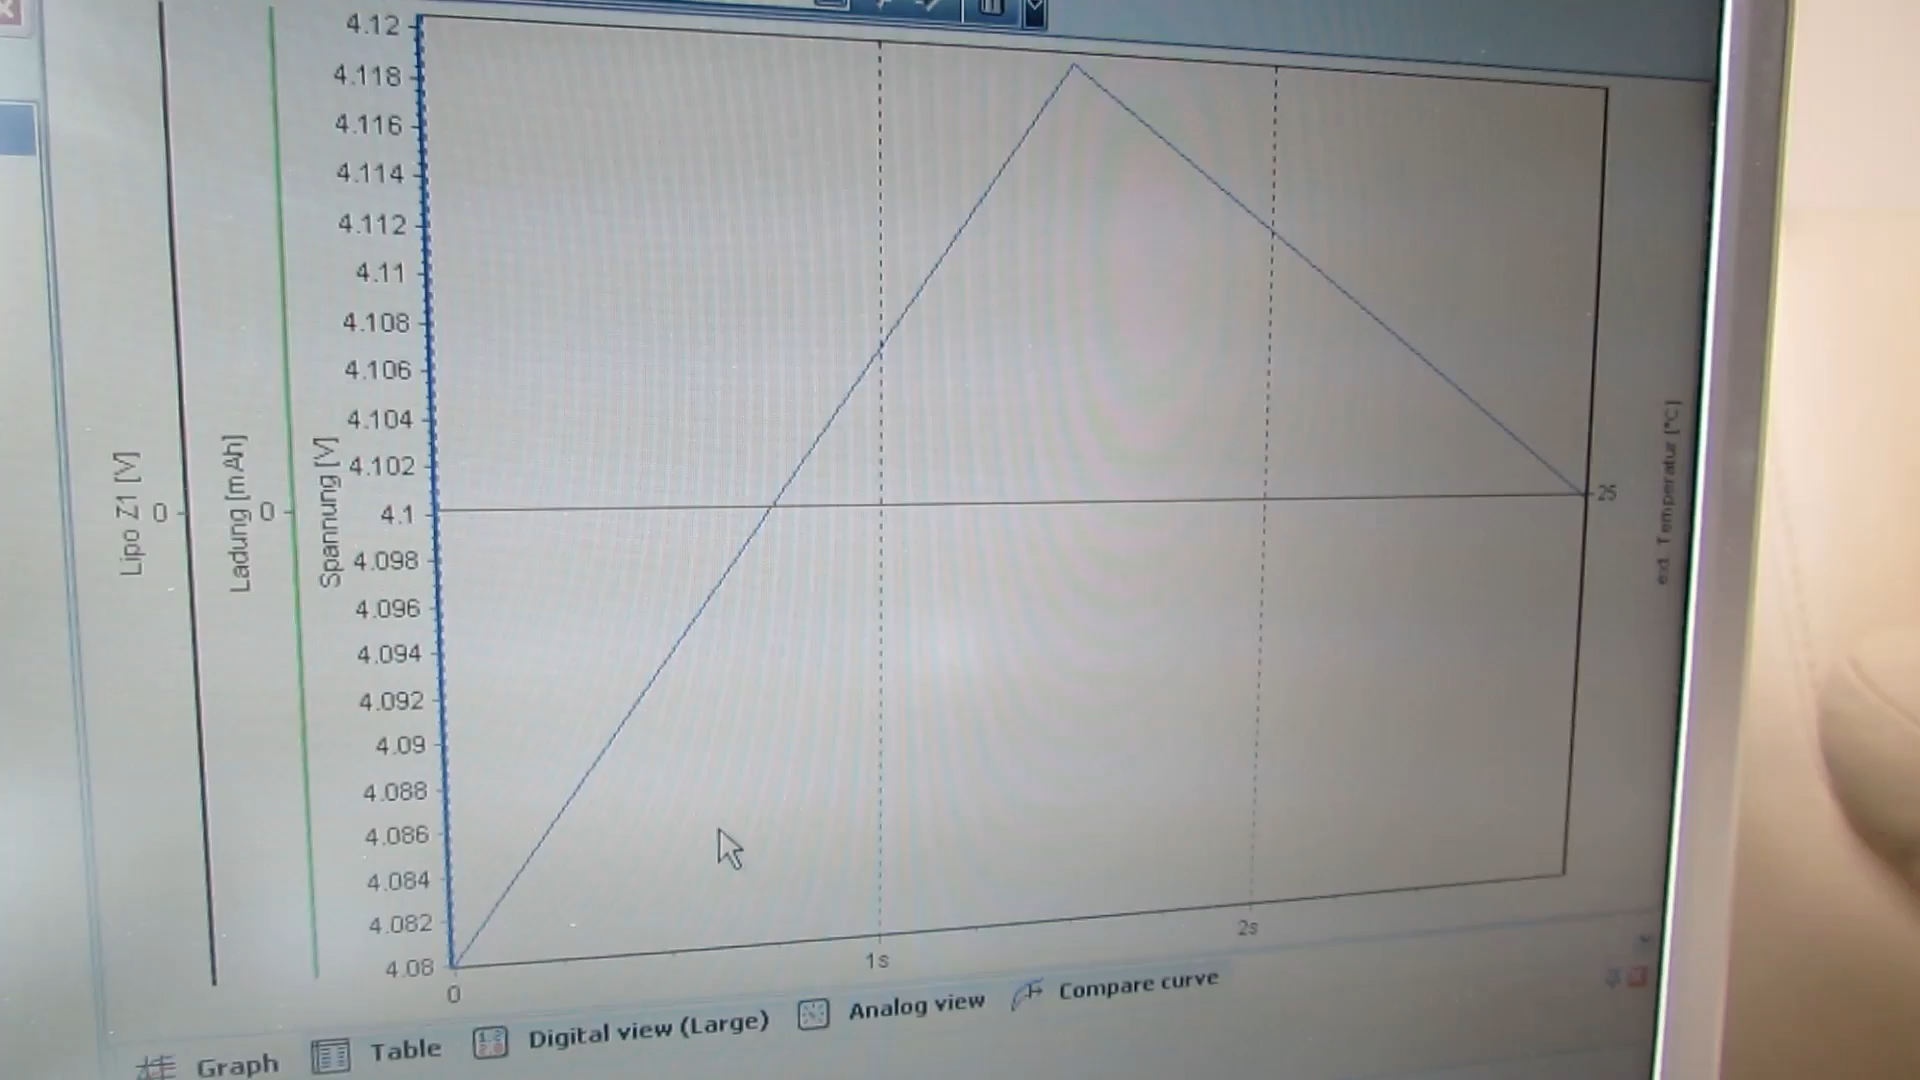 4.12
4.118
4.116
4.114
4.112
4.11
4.108
4.106
4.104
4.102
4.1
4.098
4.096
4.094
4.092
4.09
4.088
4.086
4.084
4.082
4.08
Lipo Z1 [V]
0
Ladung [mAh]
0
Spannung [V]
25
ext. Temperatur [°C]
0
1s
2s
Graph
Table
Digital view (Large)
Analog view
Compare curve